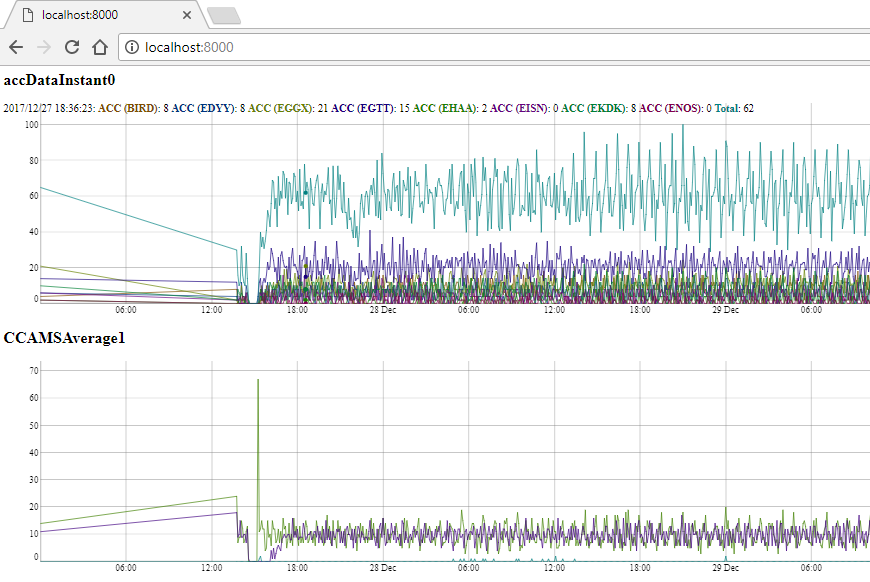 localhost:8000
localhost:8000
accDataInstant0
2017/12/27 18:36:23: ACC (BIRD): 8 ACC (EDYY): 8 ACC (EGGX): 21 ACC (EGTT): 15 ACC (EHAA): 2 ACC (EISN): 0 ACC (EKDK): 8 ACC (ENOS): 0 Total: 62
100
80
60
40
20
0
06:00 12:00 18:00 28 Dec 06:00 12:00 18:00 29 Dec 06:00
CCAMSAverage1
70
60
50
40
30
20
10
0
06:00 12:00 18:00 28 Dec 06:00 12:00 18:00 29 Dec 06:00